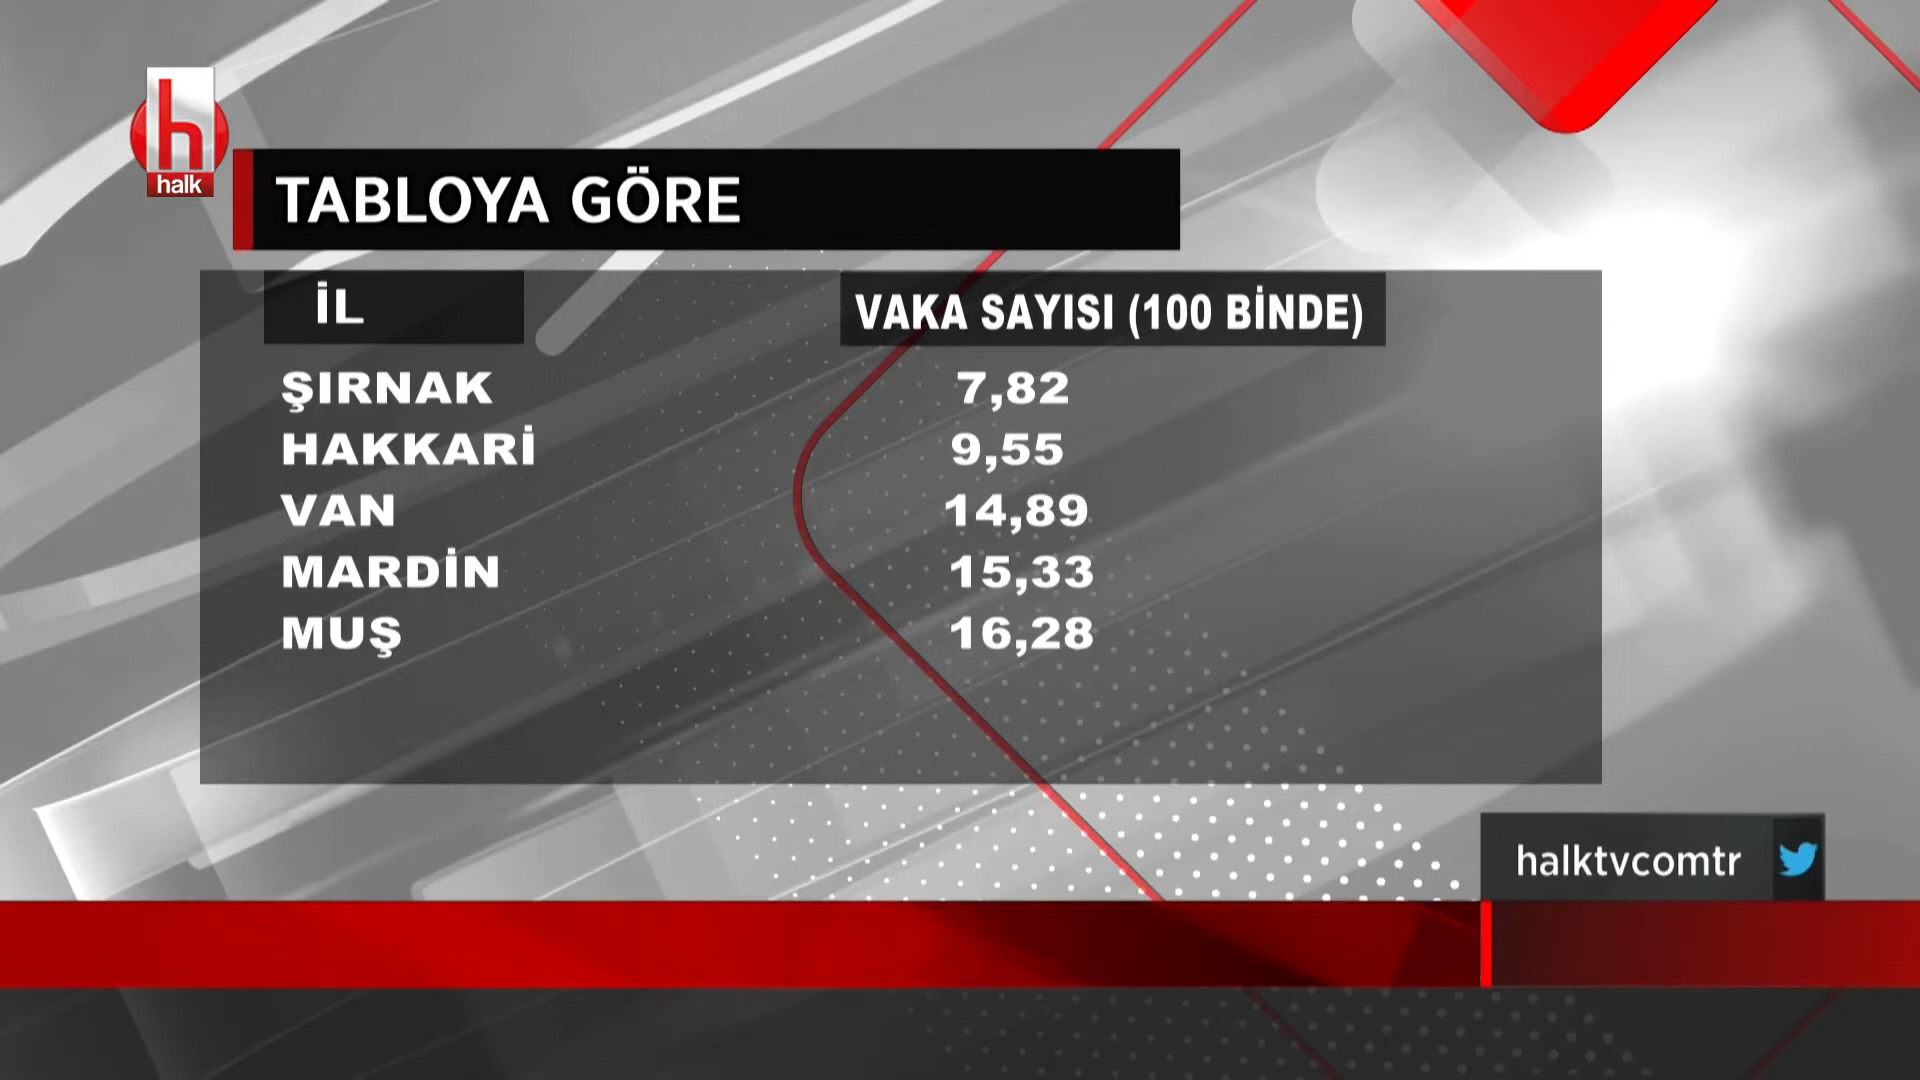 h
halk
TABLOYA GÖRE
İL VAKA SAYISI (100 BİNDE)
ŞIRNAK 7,82
HAKKARİ 9,55
VAN 14,89
MARDİN 15,33
MUŞ 16,28
halktvcomtr